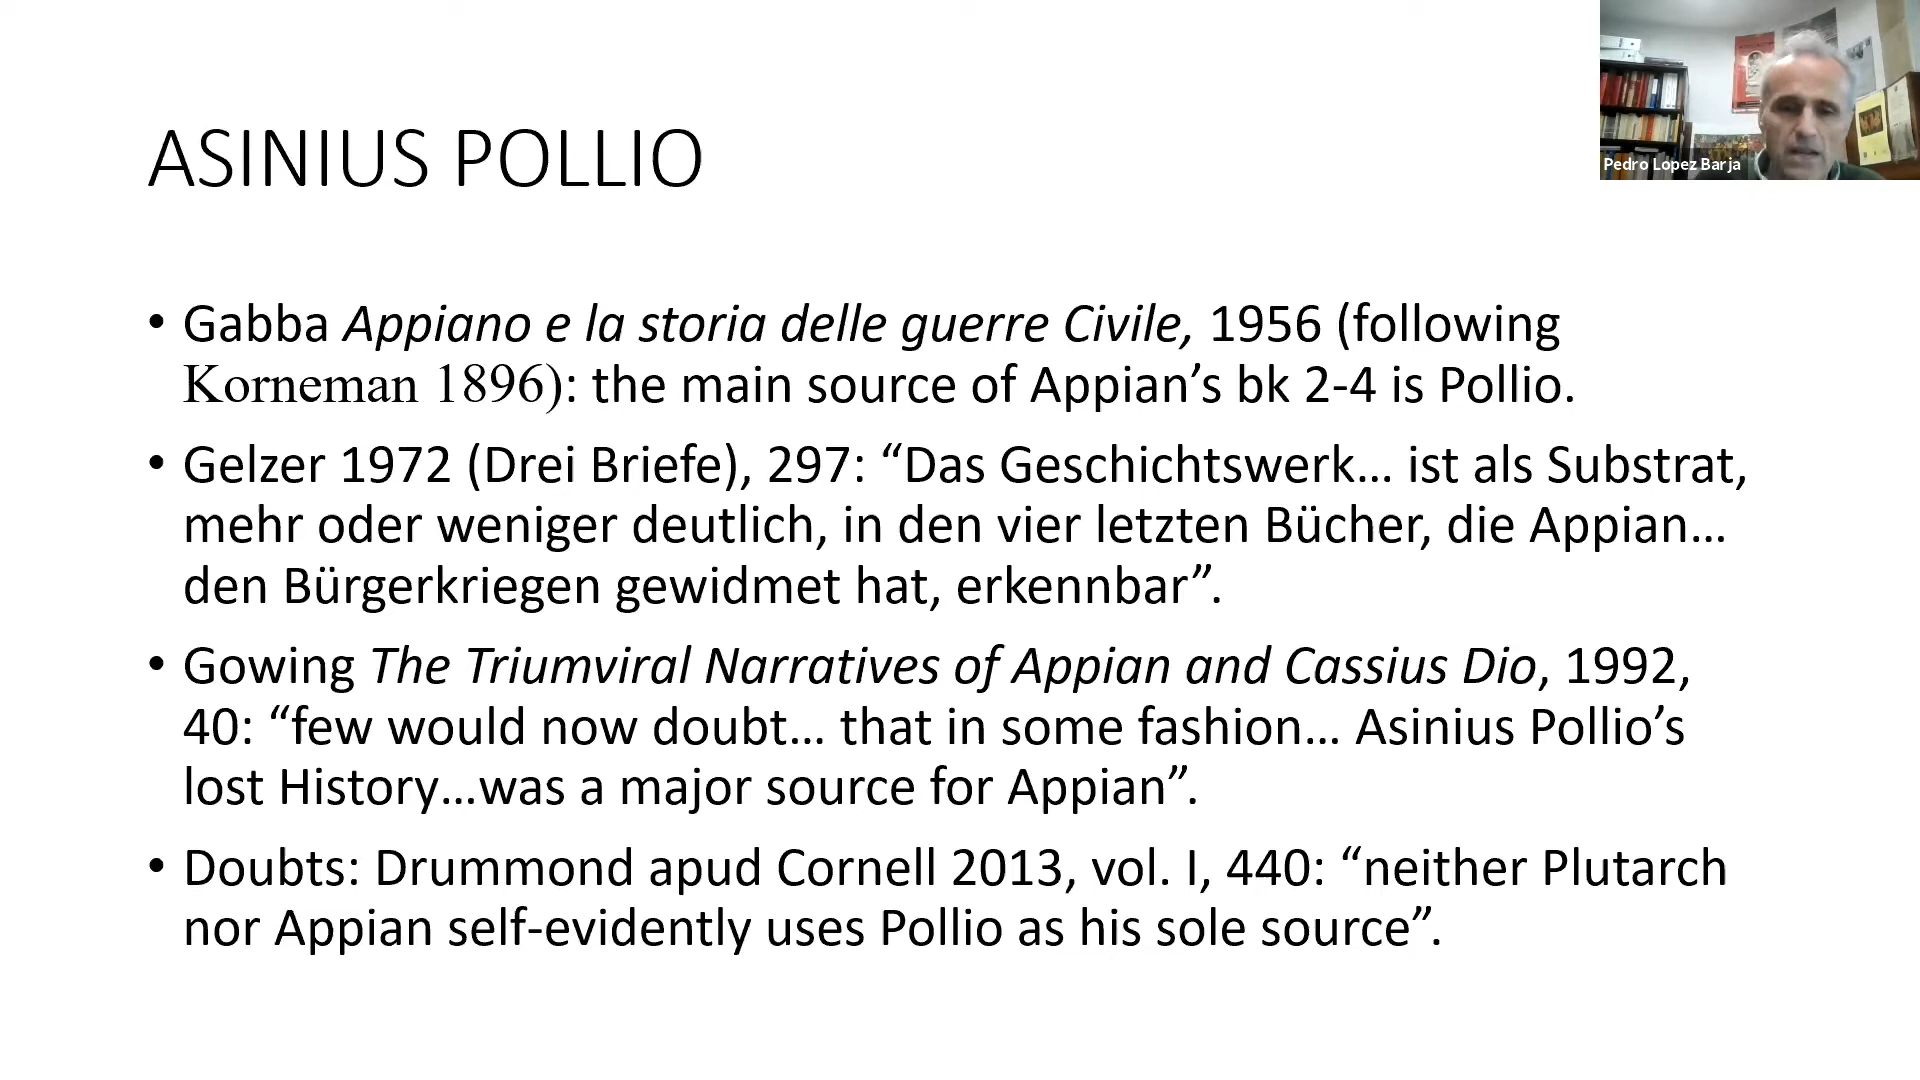 ASINIUS POLLIO
Pedro Lopez Barja
• Gabba Appiano e la storia delle guerre Civile, 1956 (following
Korneman 1896): the main source of Appian’s bk 2-4 is Pollio.
• Gelzer 1972 (Drei Briefe), 297: “Das Geschichtswerk… ist als Substrat,
mehr oder weniger deutlich, in den vier letzten Bücher, die Appian…
den Bürgerkriegen gewidmet hat, erkennbar”.
• Gowing The Triumviral Narratives of Appian and Cassius Dio, 1992,
40: “few would now doubt… that in some fashion… Asinius Pollio’s
lost History…was a major source for Appian”.
• Doubts: Drummond apud Cornell 2013, vol. I, 440: “neither Plutarch
nor Appian self-evidently uses Pollio as his sole source”.